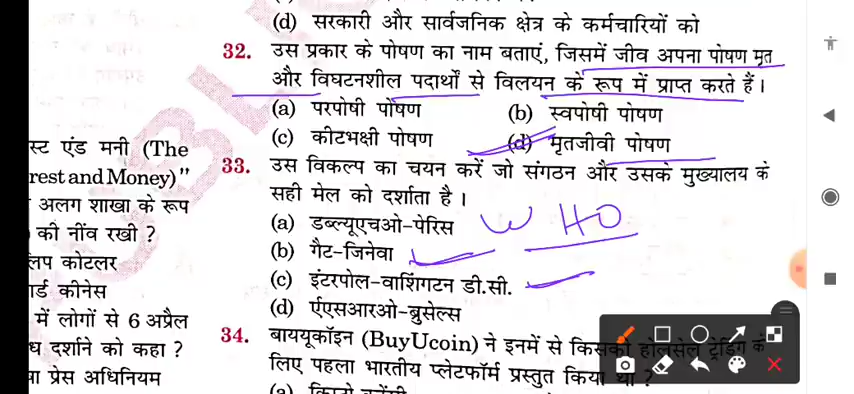 (d) सरकारी और सार्वजनिक क्षेत्र के कर्मचारियों को
32. उस प्रकार के पोषण का नाम बताएं, जिसमें जीव अपना पोषण मृत
और विघटनशील पदार्थों से विलयन के रूप में प्राप्त करते हैं।
(a) परपोषी पोषण (b) स्वपोषी पोषण
(c) कीटभक्षी पोषण (d) मृतजीवी पोषण
33. उस विकल्प का चयन करें जो संगठन और उसके मुख्यालय के
सही मेल को दर्शाता है।
(a) डब्ल्यूएचओ-पेरिस
WHO
(b) गैट-जिनेवा
(c) इंटरपोल-वाशिंगटन डी.सी.
(d) एईएसआरओ-ब्रुसेल्स
34. बाययूकॉइन (BuyUcoin) ने इनमें से किसकी होलसेल ट्रेडिंग के
लिए पहला भारतीय प्लेटफॉर्म प्रस्तुत किया था ?
(a)
स्ट एंड मनी (The
rest and Money)”
अलग शाखा के रूप
की नींव रखी ?
लिप कोटलर
गार्ड कीनेस
में लोगों से 6 अप्रैल
ध दर्शाने को कहा ?
प्रेस अधिनियम